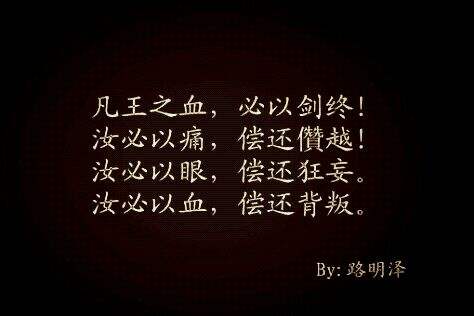 凡王之血，必以剑终！
汝必以痛，偿还儹越！
汝必以眼，偿还狂妄。
汝必以血，偿还背叛。
By:路明泽